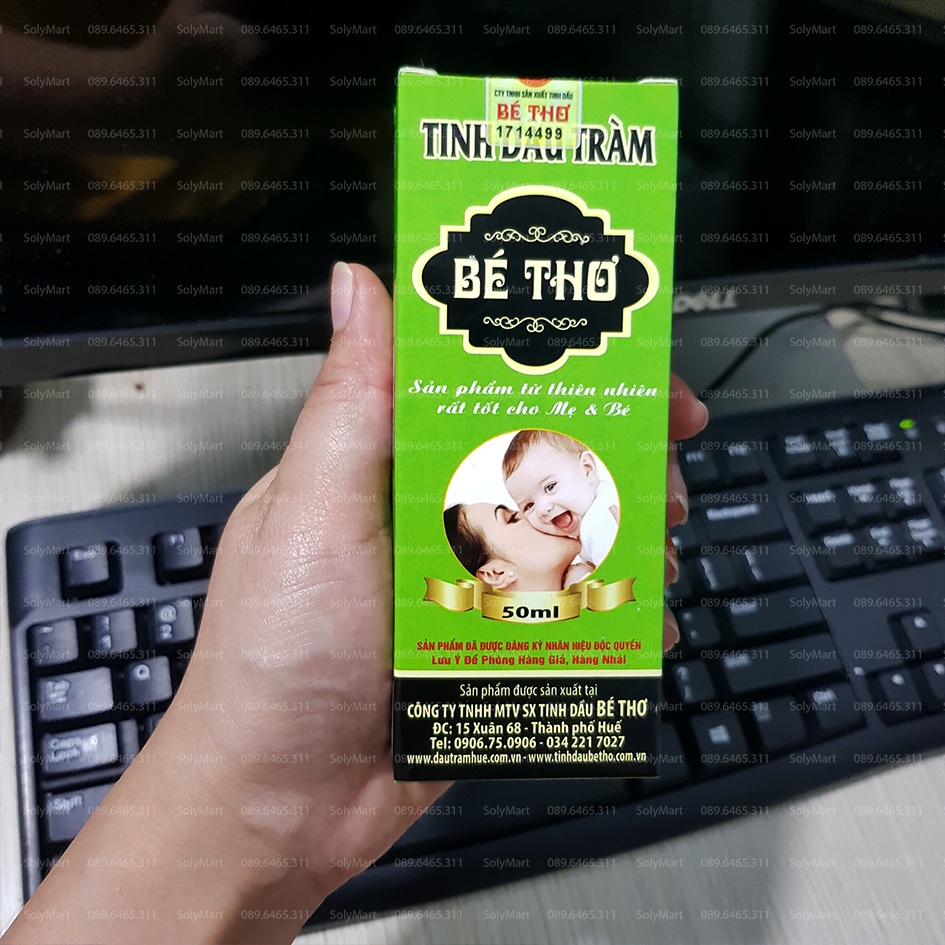 SolyMart 089.6465.311
CTY TNHH SẢN XUẤT TINH DẦU
BÉ THƠ
1714499
TINH DẦU TRÀM
BÉ THƠ
Sản phẩm từ thiên nhiên
rất tốt cho Mẹ & Bé
50ml
SẢN PHẨM ĐÃ ĐƯỢC ĐĂNG KÝ NHÃN HIỆU ĐỘC QUYỀN
Lưu Ý Đề Phòng Hàng Giả, Hàng Nhái
Sản phẩm được sản xuất tại
CÔNG TY TNHH MTV SX TINH DẦU BÉ THƠ
ĐC: 15 Xuân 68 - Thành phố Huế
Tel: 0906.75.0906 - 034 221 7027
www.dautramhue.com.vn - www.tinhdaubetho.com.vn
DELL
Backspace
Caps Lock
Shift